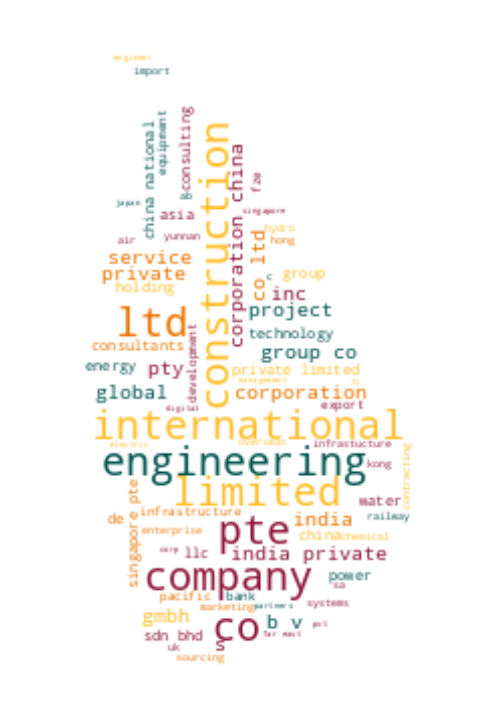 engineer
import
china national
equipment
consulting
construction
corporation china
fze
japan
asia
singapore
yunnan
air
hydro
hong
co ltd
service
private
holding
c
group
inc
project
ltd
technology
consultants
development
group co
energy
pty
private limited
management
global
corporation
digital
export
international
electric
overseas
infrastucture
engineering
kong
contracting
limited
singapore pte
water
infrastructure
de
pte
india
railway
enterprise
china
chemical
corp
llc
india private
company
power
sa
pacific
bank
marketing
partners
systems
gmbh
co
b v
pvt
sdn bhd
s
far east
uk
sourcing